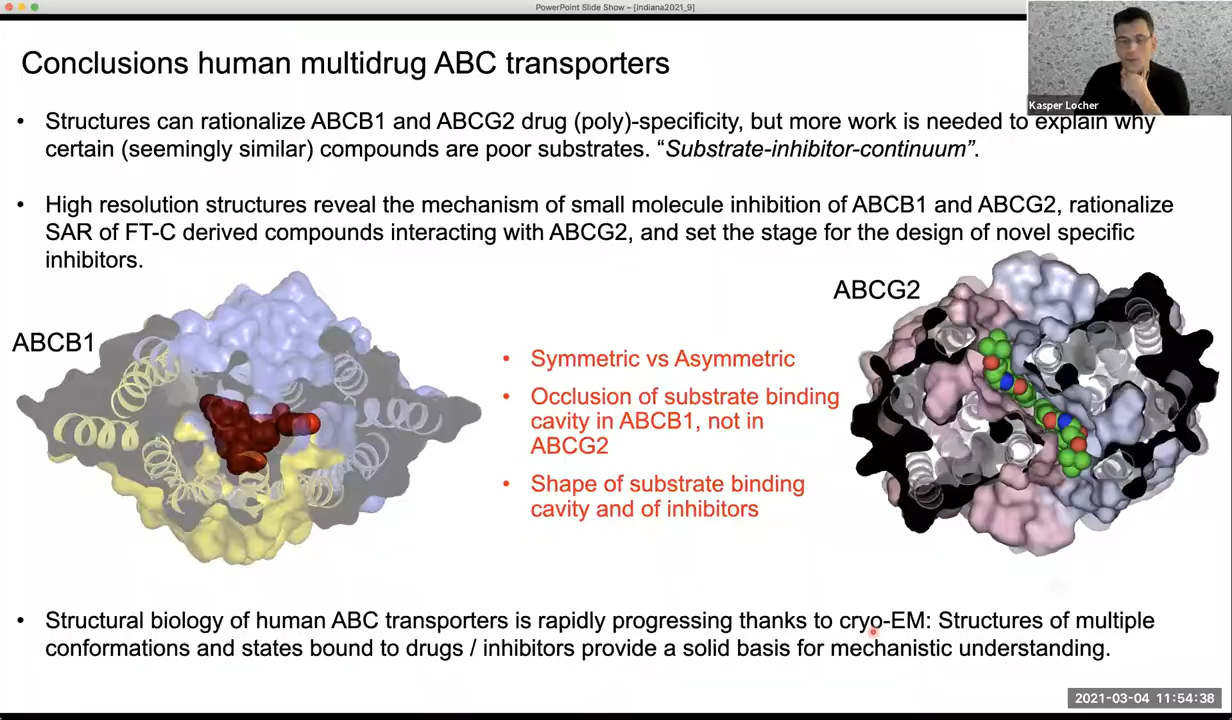 PowerPoint Slide Show – [indiana2021_9]
Conclusions human multidrug ABC transporters
Kasper Locher
• Structures can rationalize ABCB1 and ABCG2 drug (poly)-specificity, but more work is needed to explain why
certain (seemingly similar) compounds are poor substrates. “Substrate-inhibitor-continuum”.
• High resolution structures reveal the mechanism of small molecule inhibition of ABCB1 and ABCG2, rationalize
SAR of FT-C derived compounds interacting with ABCG2, and set the stage for the design of novel specific
inhibitors.
ABCB1
• Symmetric vs Asymmetric
• Occlusion of substrate binding
cavity in ABCB1, not in
ABCG2
• Shape of substrate binding
cavity and of inhibitors
ABCG2
• Structural biology of human ABC transporters is rapidly progressing thanks to cryo-EM: Structures of multiple
conformations and states bound to drugs / inhibitors provide a solid basis for mechanistic understanding.
2021-03-04 11:54:38